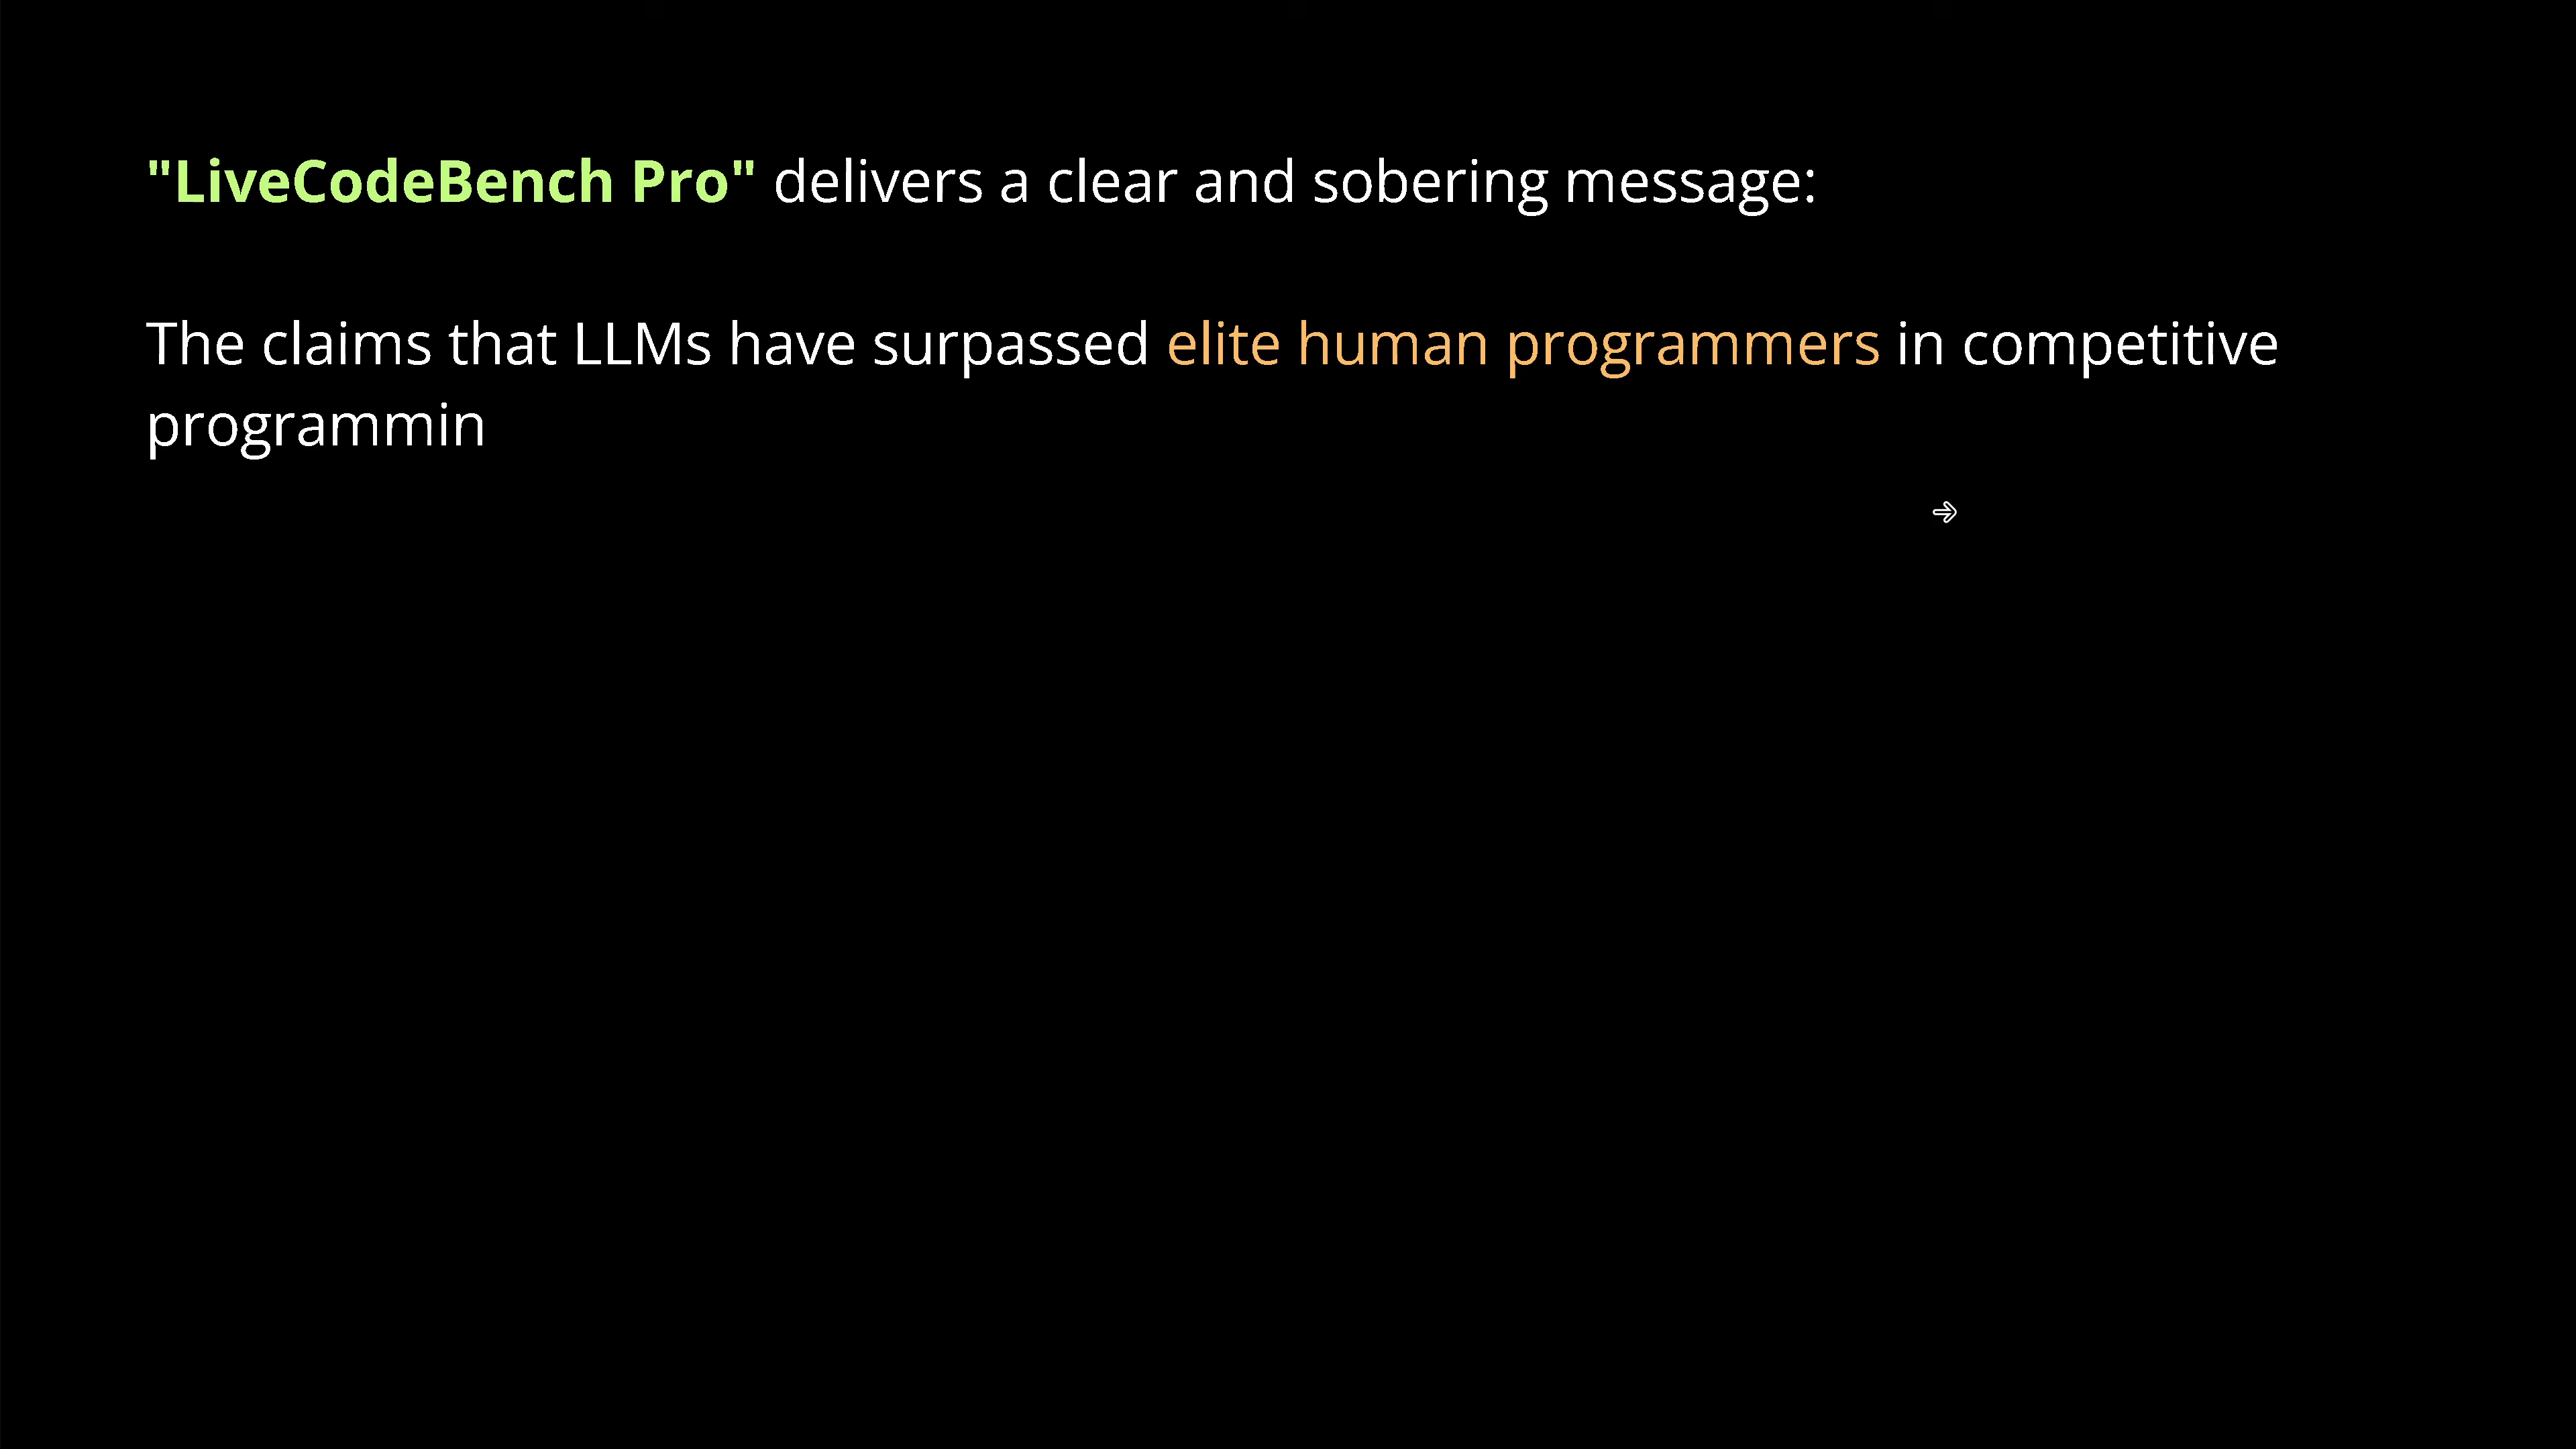 "LiveCodeBench Pro" delivers a clear and sobering message:
The claims that LLMs have surpassed elite human programmers in competitive
programmin